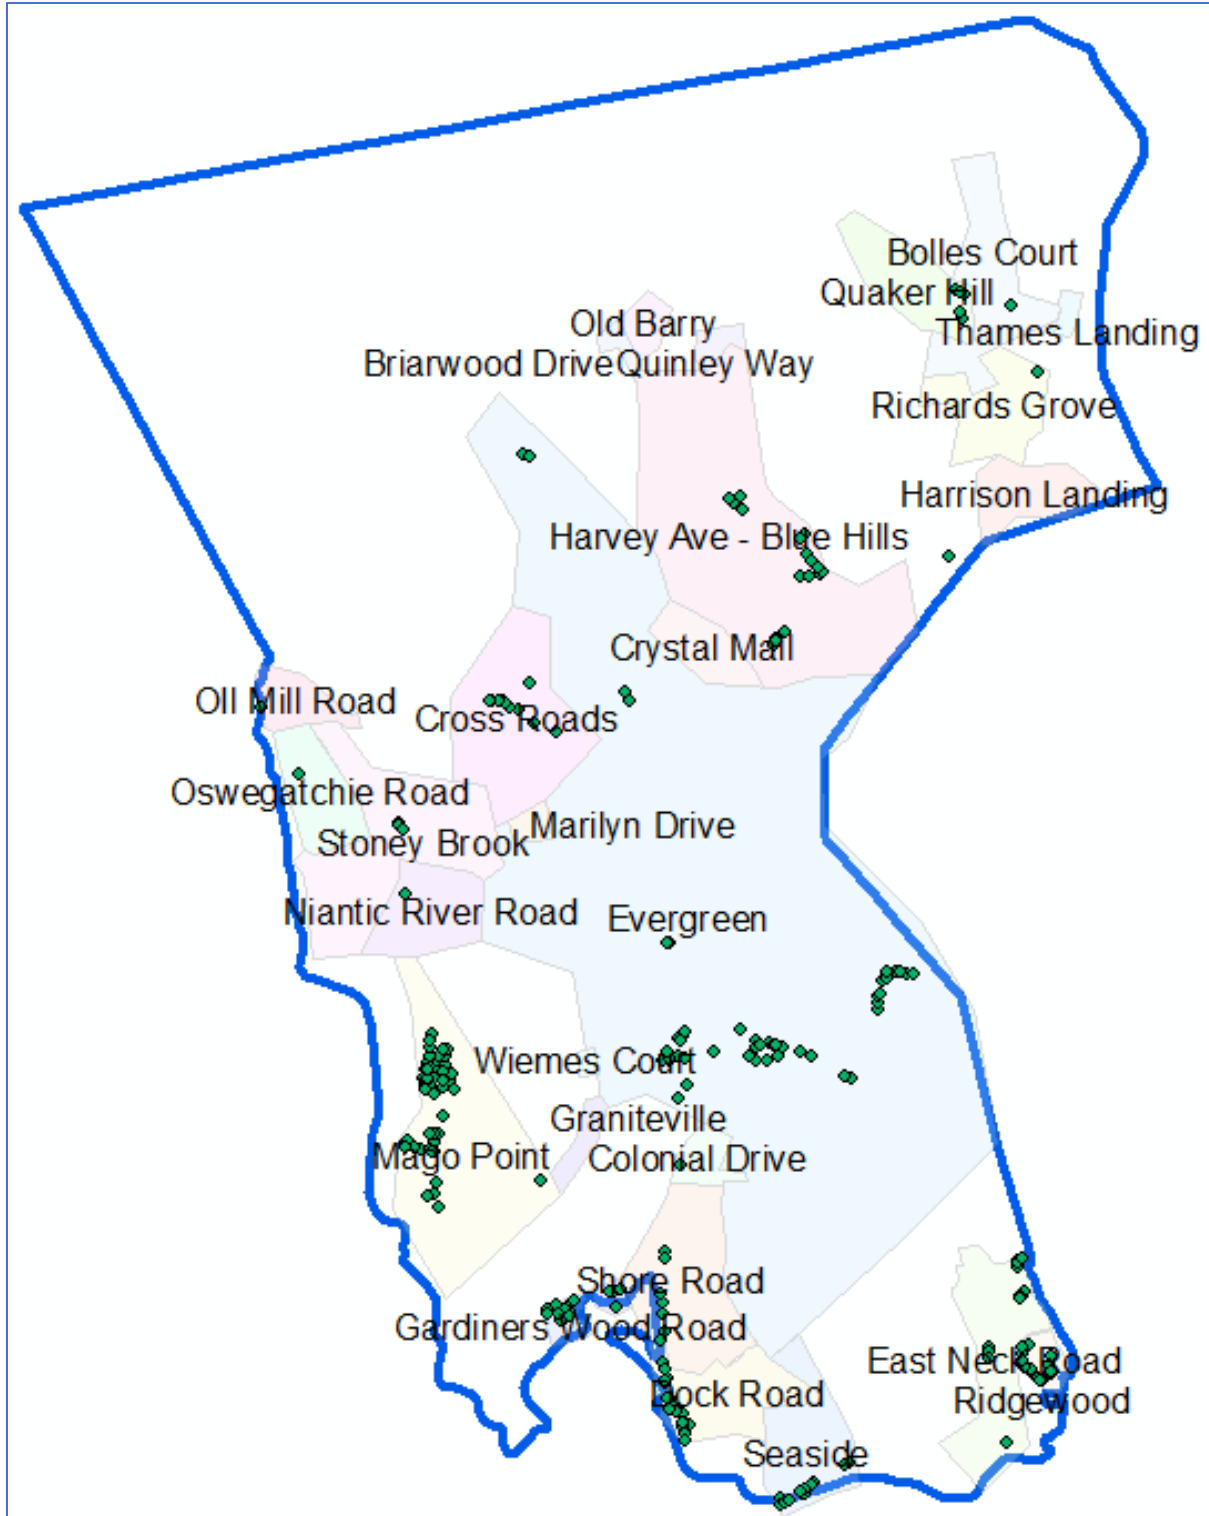 Bolles Court
Quaker Hill
Thames Landing
Old Barry
Briarwood Drive
Quinley Way
Richards Grove
Harrison Landing
Harvey Ave - Blue Hills
Crystal Mall
Oll Mill Road
Cross Roads
Oswegatchie Road
Marilyn Drive
Stoney Brook
Niantic River Road
Evergreen
Wiemes Court
Graniteville
Mago Point
Colonial Drive
Shore Road
Gardiners Wood Road
East Neck Road
Dock Road
Ridgewood
Seaside